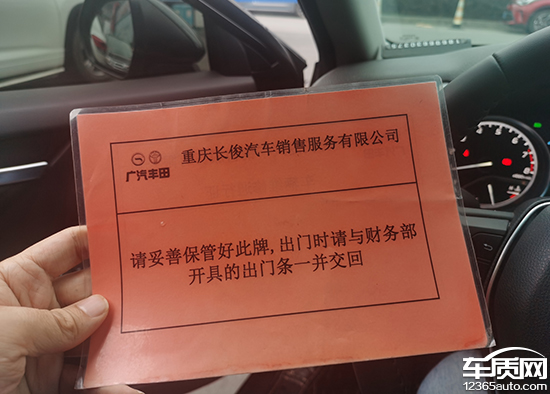 重庆长俊汽车销售服务有限公司
广汽丰田
请妥善保管好此牌,出门时请与财务部
开具的出门条一并交回
车质网
12365auto.com